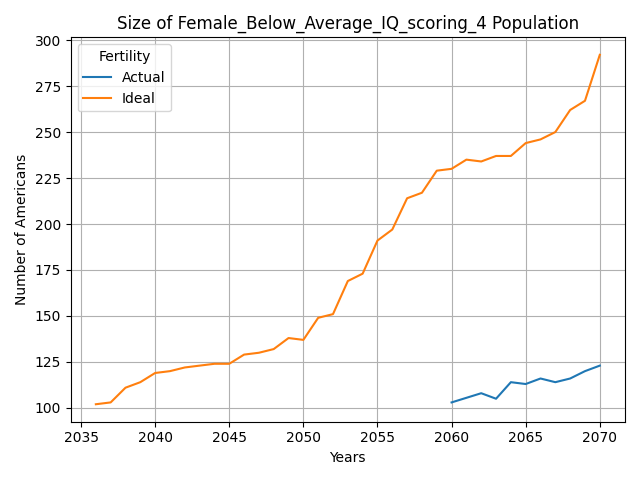 Size of Female_Below_Average_IQ_scoring_4 Population
300
275
250
225
200
175
150
125
100
Number of Americans
Fertility
Actual
Ideal
2035 2040 2045 2050 2055 2060 2065 2070
Years